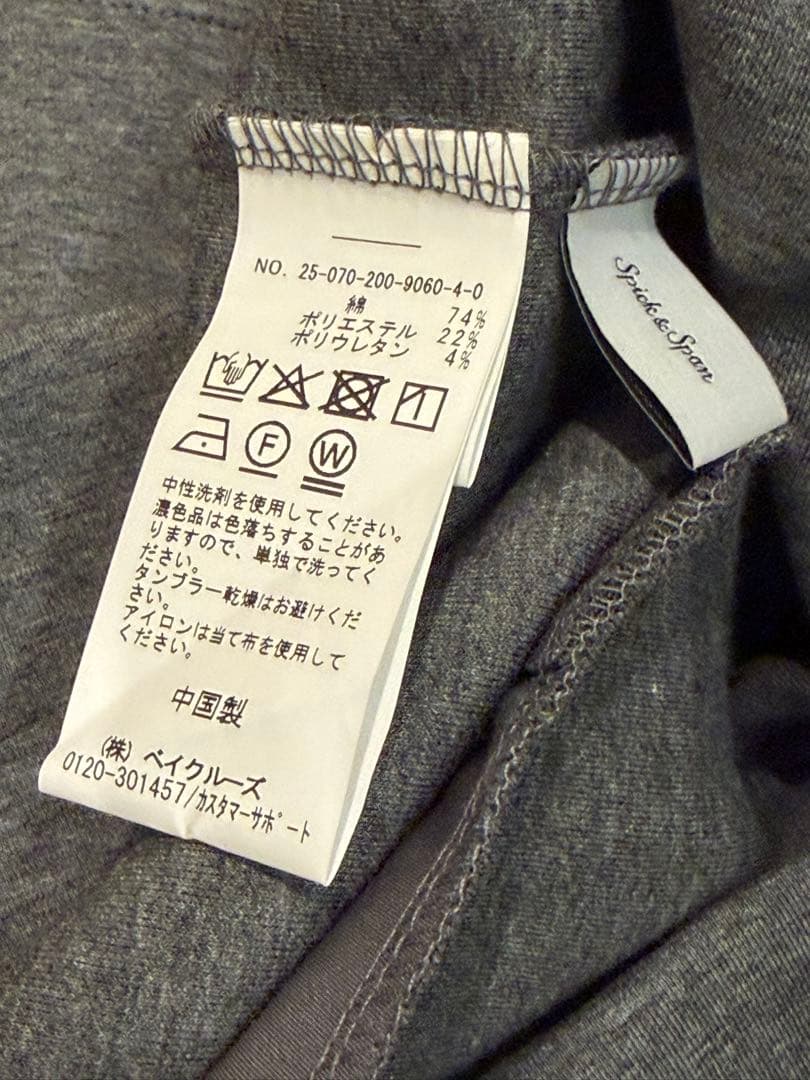 NO. 25-070-200-9060-4-0
綿 74%
ポリエステル 22%
ポリウレタン 4%
F W
中性洗剤を使用してください。
濃色品は色落ちすることがあ
りますので、単独で洗ってく
ださい。
タンブラー乾燥はお避けくだ
さい。
アイロンは当て布を使用して
ください。
中国製
(株) ベイクルーズ
0120-301457/カスタマーサポート
Spick&Span